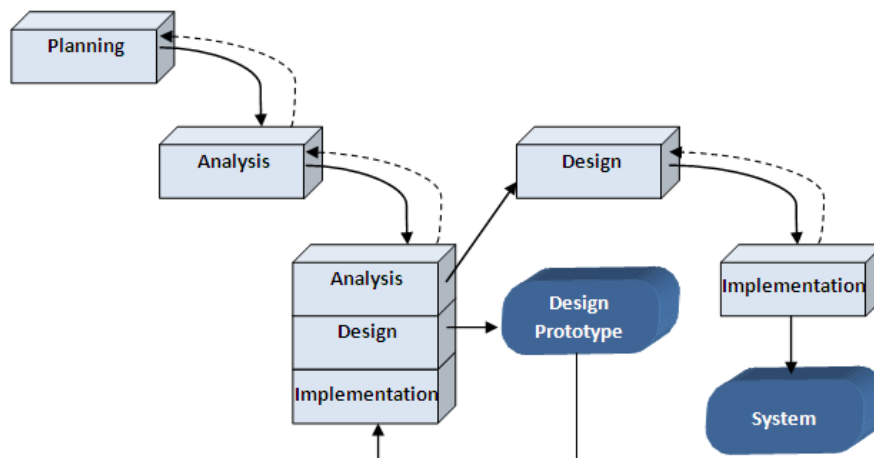 Planning
Analysis
Design
Analysis
Design
Implementation
Design
Prototype
Implementation
System